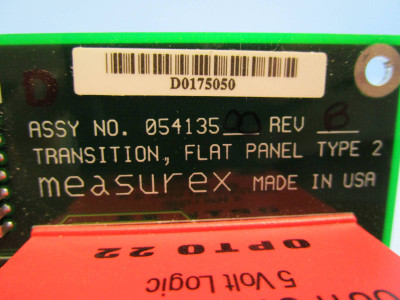 D0175050
D
ASSY NO. 054135 B REV B
TRANSITION, FLAT PANEL TYPE 2
measurex MADE IN USA
OPTO 22
5 Volt Logic